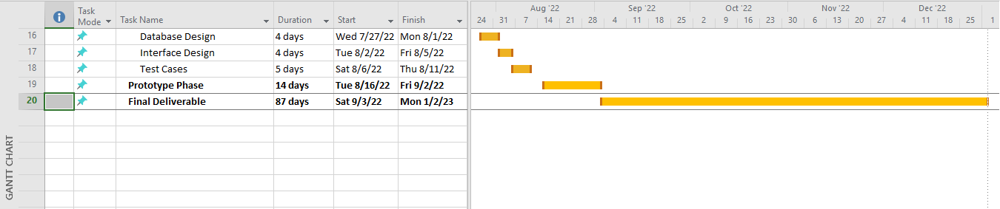 Task Mode Task Name Duration Start Finish
Aug '22 Sep '22 Oct '22 Nov '22 Dec '22
24 31 7 14 21 28 4 11 18 25 2 9 16 23 30 6 13 20 27 4 11 18 25 1
16 Database Design 4 days Wed 7/27/22 Mon 8/1/22
17 Interface Design 4 days Tue 8/2/22 Fri 8/5/22
18 Test Cases 5 days Sat 8/6/22 Thu 8/11/22
19 Prototype Phase 14 days Tue 8/16/22 Fri 9/2/22
20 Final Deliverable 87 days Sat 9/3/22 Mon 1/2/23
GANTT CHART